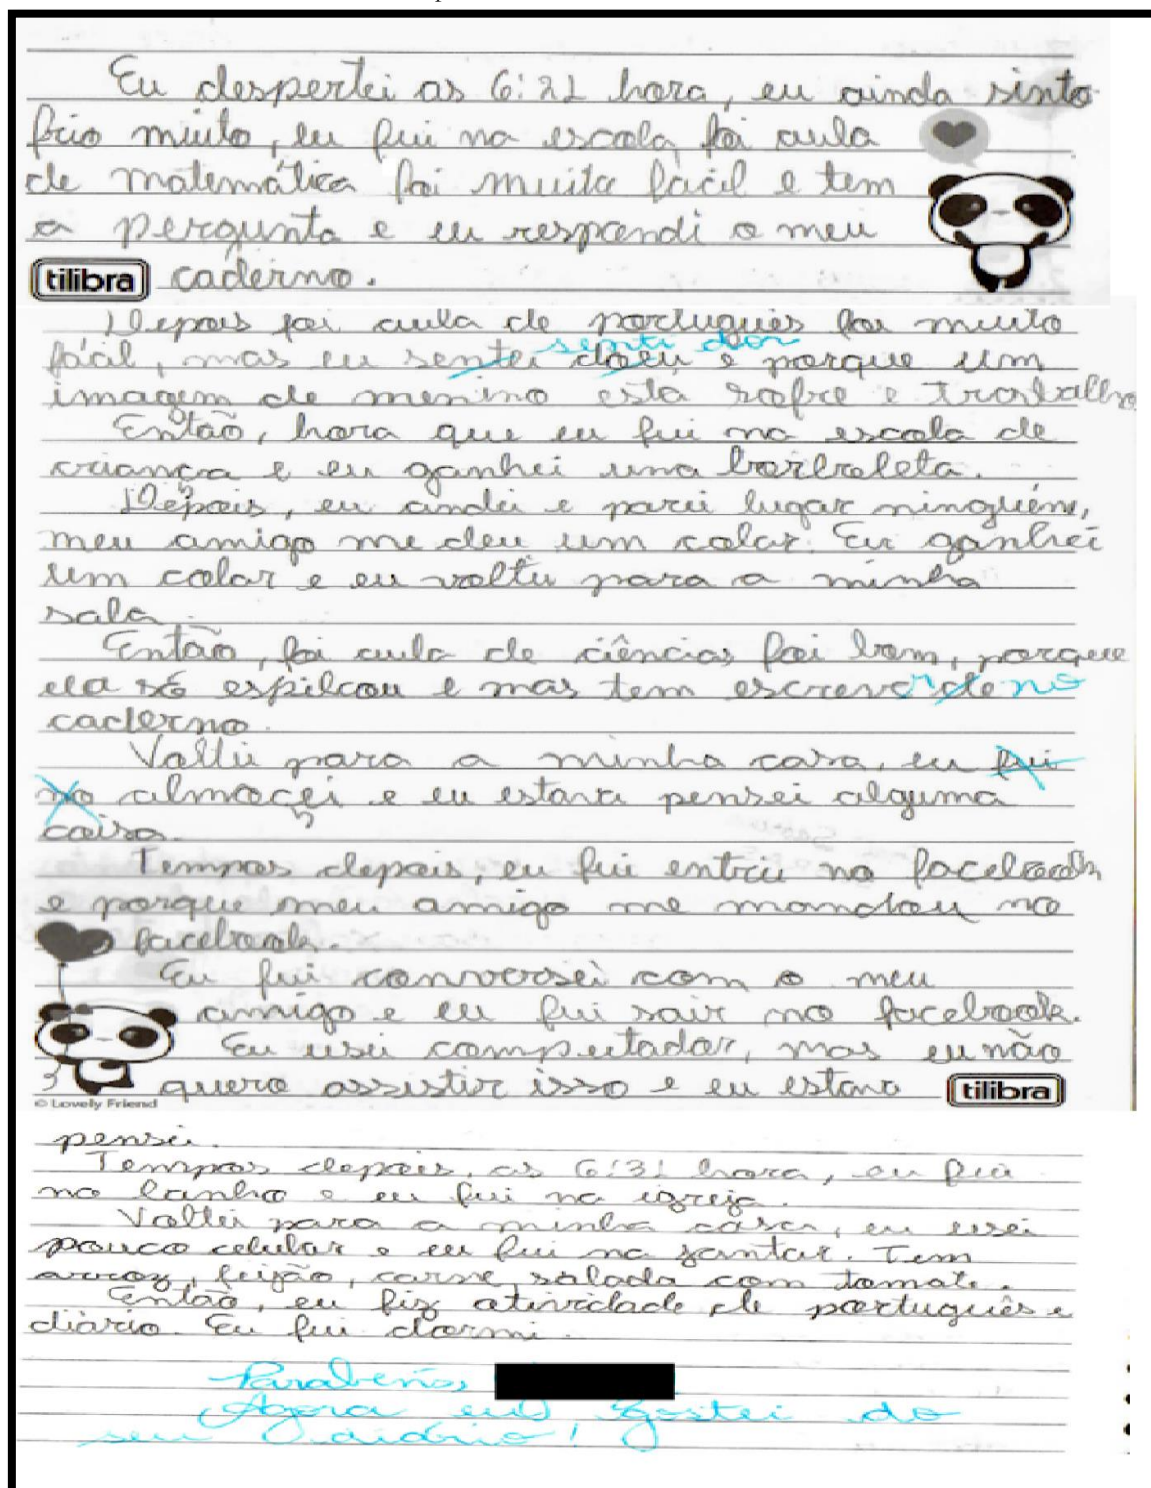 Eu despertei as 6:21 hora, eu ainda sinto
frio muito, eu fui na escola, foi aula
de matemática foi muita fácil e tem
a pergunta e eu respondi o meu
tilibra caderno.
Depois foi aula de português foi muito
fácil, mas eu sentei senti dor doeu e porque um
imagem de menino esta sofre e trabalho
Então, hora que eu fui na escola de
criança e eu ganhei uma borboleta.
Depois, eu andei e parei lugar ninguém,
meu amigo me deu um colar. Eu ganhei
um colar e eu voltei para a minha
sala.
Então, foi aula de ciências foi bom, porque
ela só espilcou e mas tem escrever de no
caderno.
Voltei para a minha casa, eu fui
no almocei e eu estava pensei alguma
coisa.
Tempos depois, eu fui entrei no facebook
e porque meu amigo me mandou no
facebook.
Eu fui conversei com o meu
amigo e eu fui sair no facebook.
Eu usei computador, mas eu não
quero assistir isso e eu estava tilibra
© Lovely Friend
pensei.
Tempos depois, as 6:31 hora, eu fui
no banho e eu fui na igreja.
Voltei para a minha casa, eu usei
pouco celular e eu fui na jantar. Tem
arroz, feijão, carne, salada com tomate.
Então, eu fiz atividade de português e
diário. Eu fui dormi.
Parabéns,
Agora eu gostei do
seu diário!